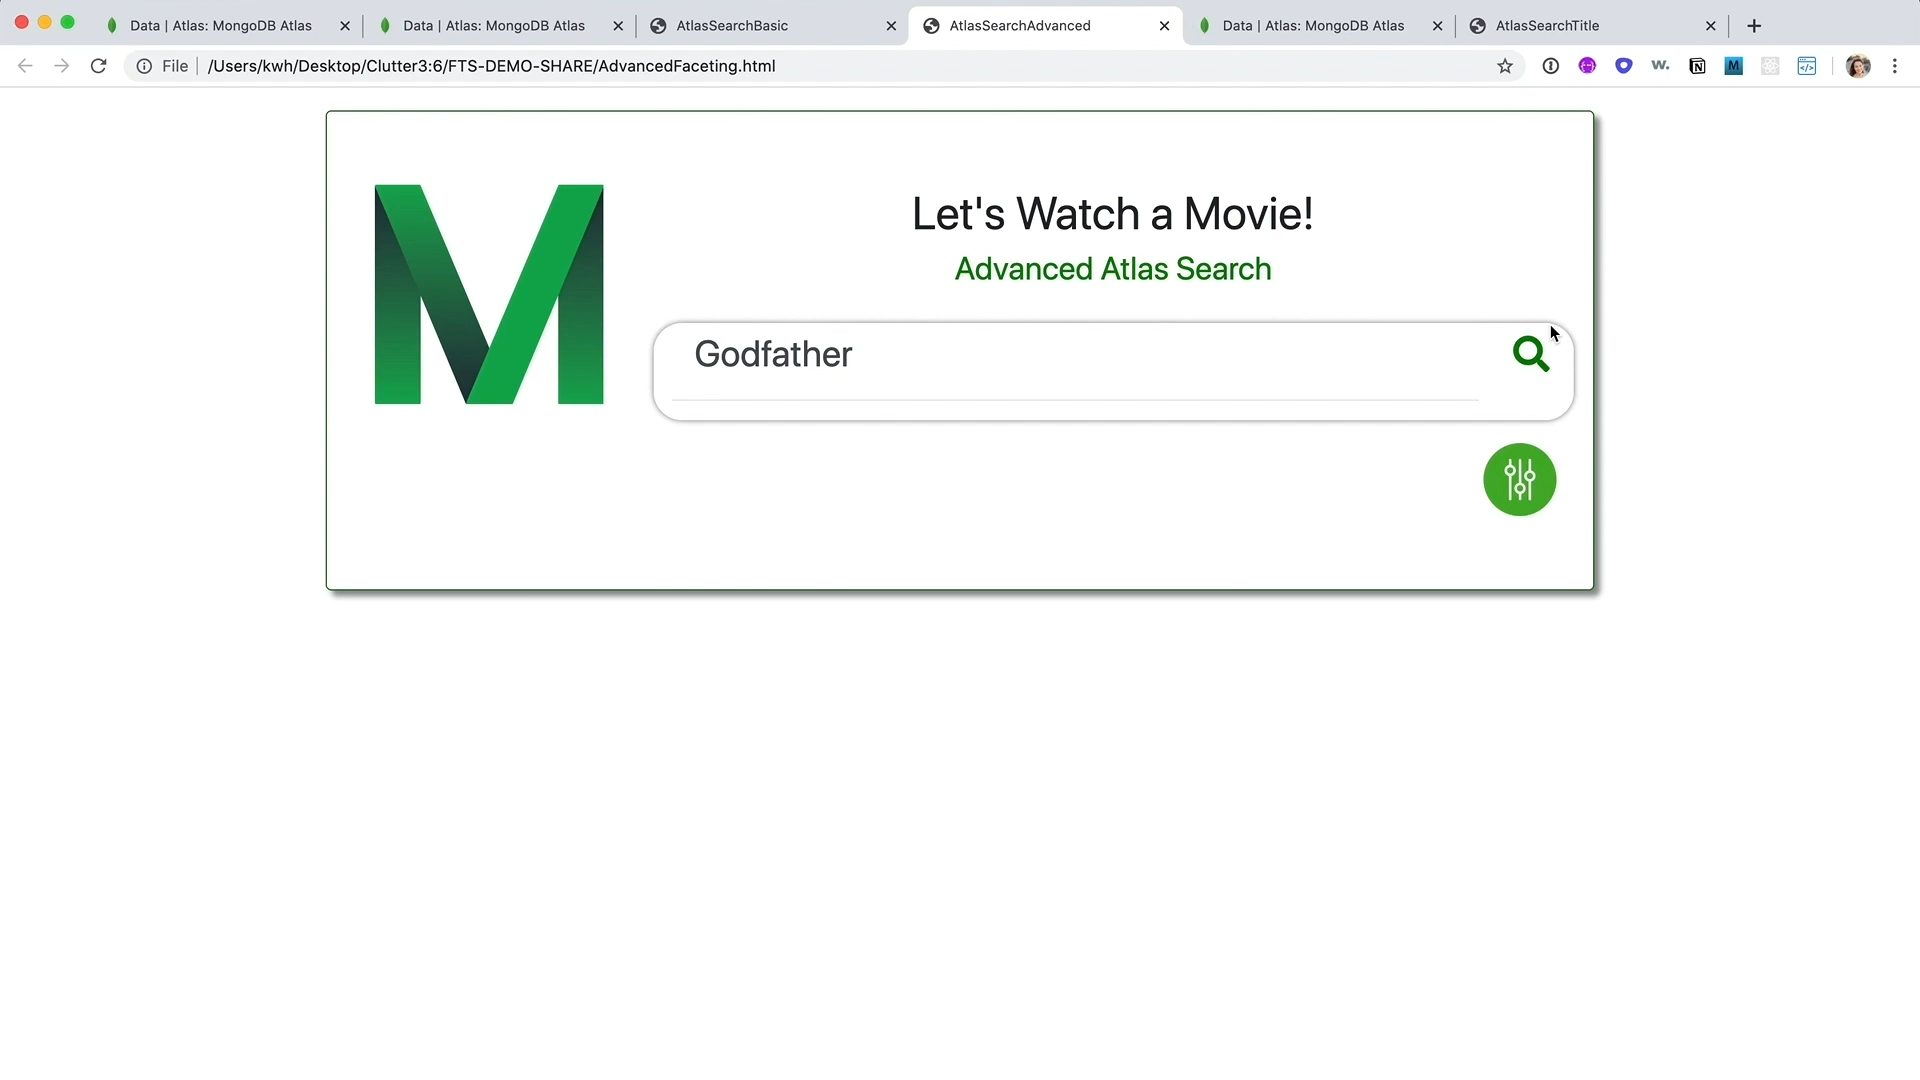 Data | Atlas: MongoDB Atlas
Data | Atlas: MongoDB Atlas
AtlasSearchBasic
AtlasSearchAdvanced
Data | Atlas: MongoDB Atlas
AtlasSearchTitle
File
/Users/kwh/Desktop/Clutter3:6/FTS-DEMO-SHARE/AdvancedFaceting.html
w.
N
M
Let's Watch a Movie!
Advanced Atlas Search
Godfather